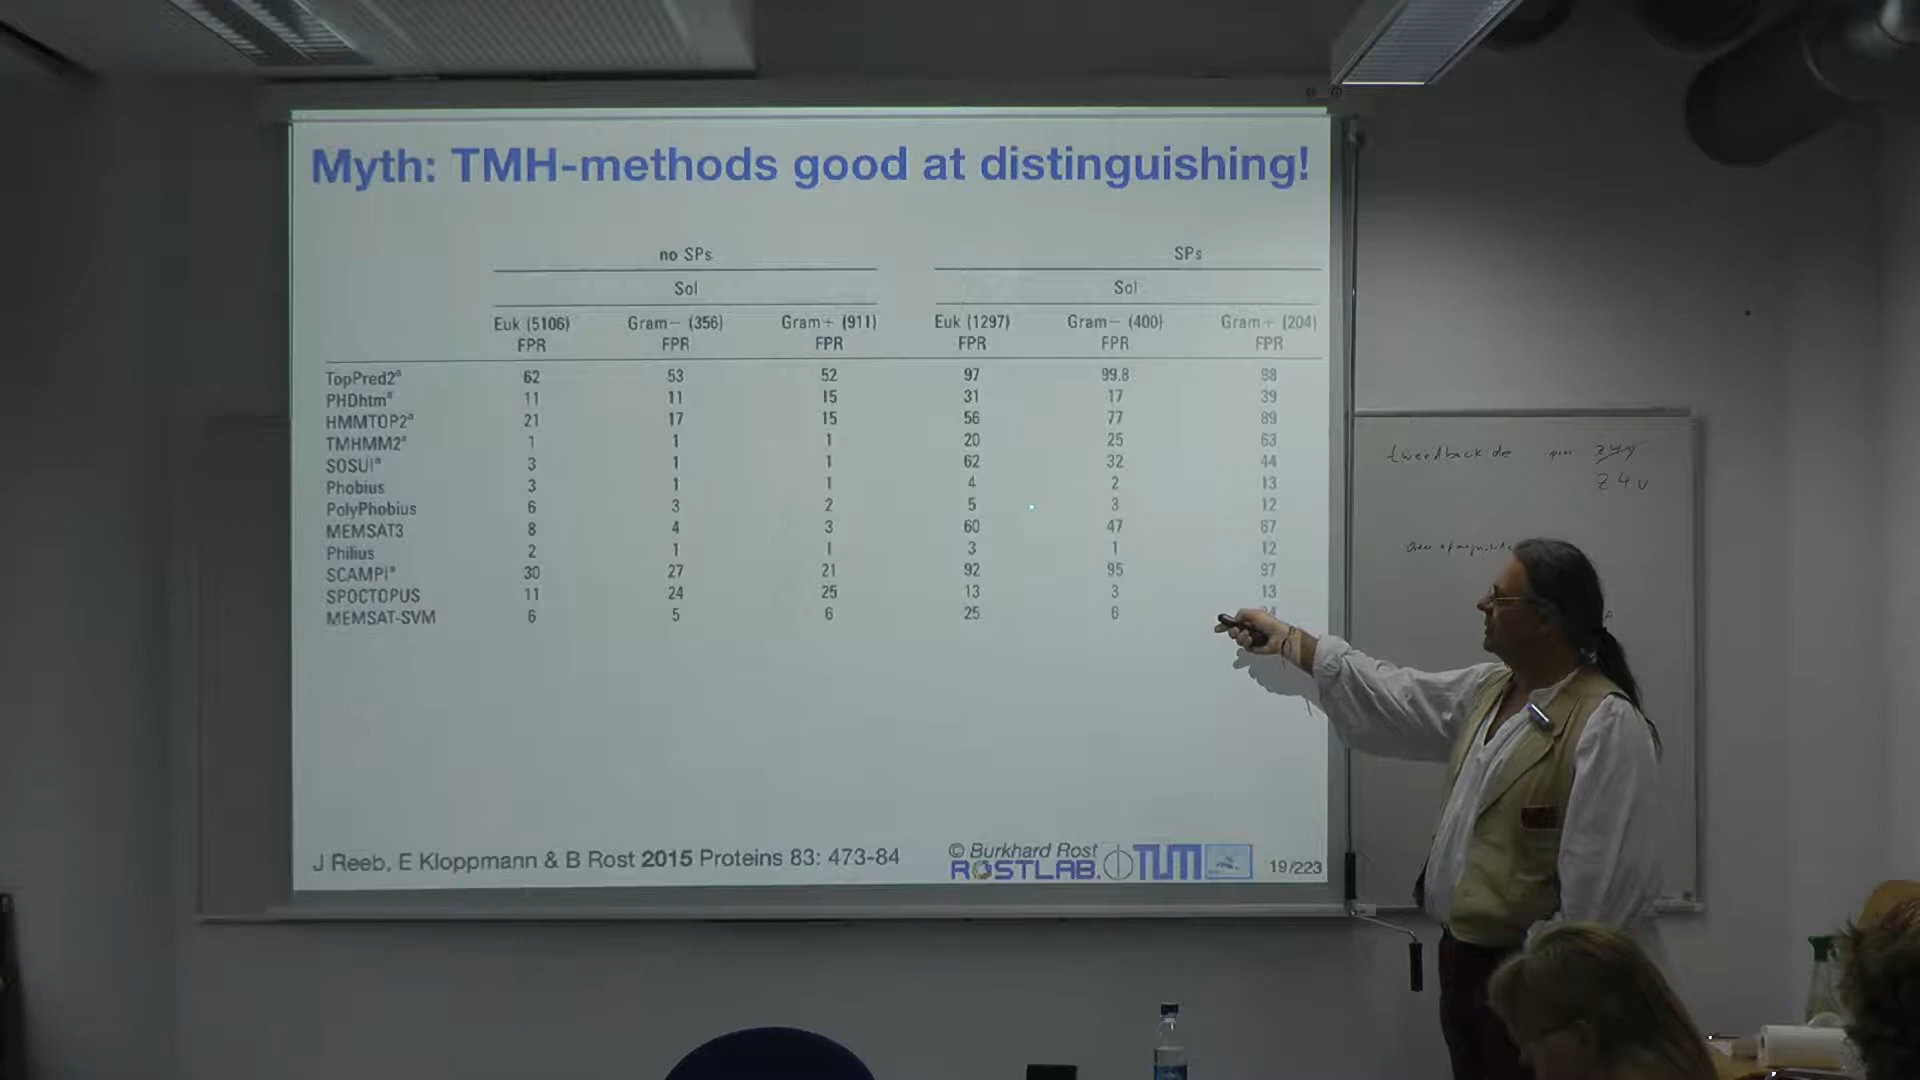 Myth: TMH-methods good at distinguishing!
no SPs SPs
Sol Sol
Euk (5106) Gram− (356) Gram+ (911) Euk (1297) Gram− (400) Gram+ (204)
FPR FPR FPR FPR FPR FPR
TopPred2ª 62 53 52 97 99.8 98
PHDhtmª 11 11 15 31 17 39
HMMTOP2ª 21 17 15 56 77 89
TMHMM2ª 1 1 1 20 25 63
SOSUIª 3 1 1 62 32 44
Phobius 3 1 1 4 2 13
PolyPhobius 6 3 2 5 3 12
MEMSAT3 8 4 3 60 47 67
Philius 2 1 1 3 1 12
SCAMPIª 30 27 21 92 95 97
SPOCTOPUS 11 24 25 13 3 13
MEMSAT-SVM 6 5 6 25 6
J Reeb, E Kloppmann & B Rost 2015 Proteins 83: 473-84
© Burkhard Rost
ROSTLAB. TUM
19/223
tweedback.de
z4v